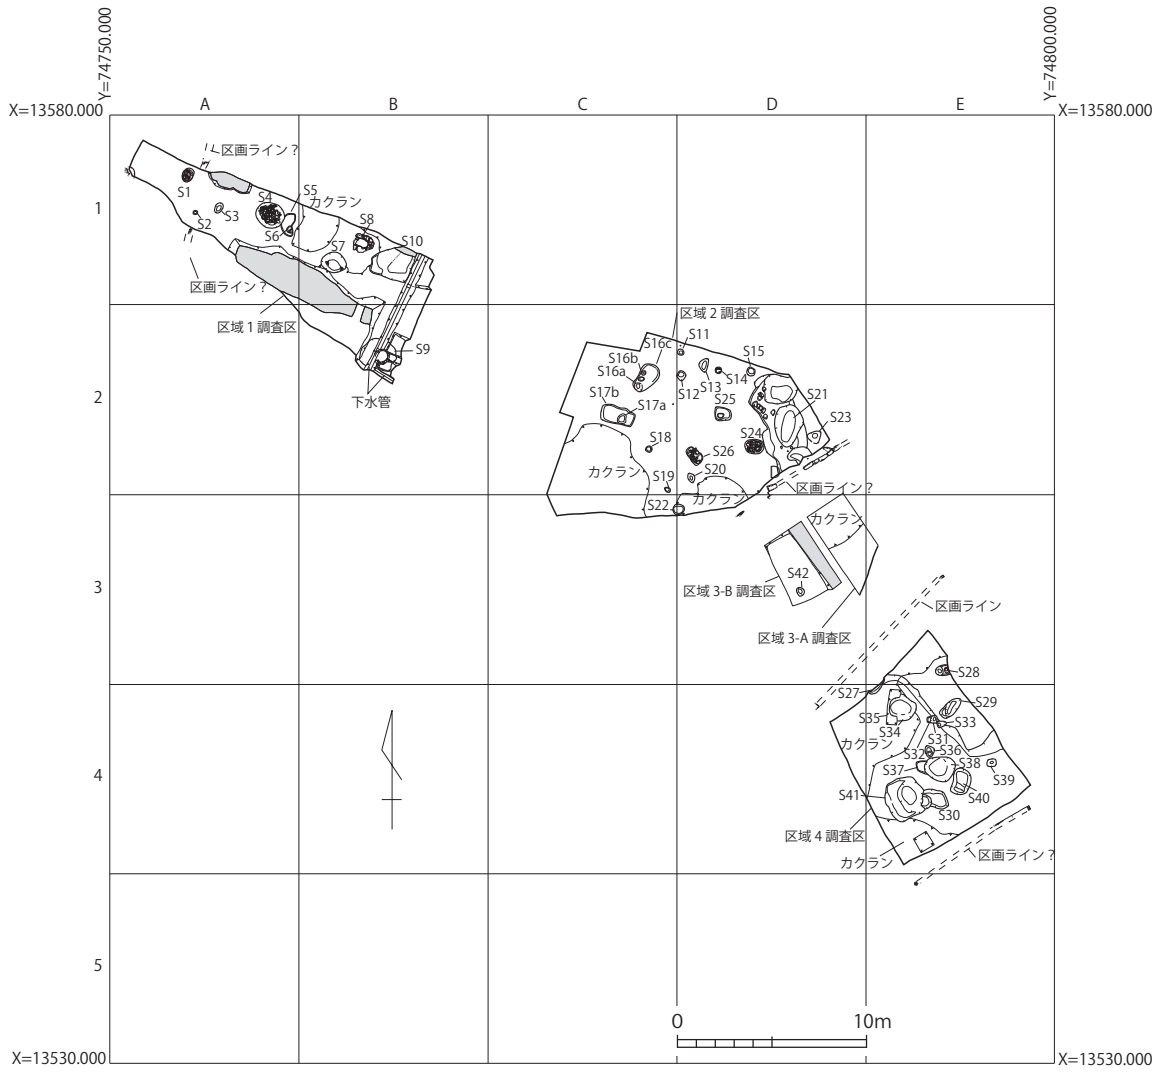 Y=74750.000
Y=74800.000
X=13580.000
A
B
C
D
E
X=13580.000
区画ライン？
S1
S2
S3
S4
S5
カクラン
S6
S7
S8
S10
1
区画ライン？
区域 1 調査区
S9
下水管
区域 2 調査区
S11
S16c
S16b
S16a
S15
S12
S13
S14
2
S17b
S17a
S25
S21
S23
S18
S24
S26
カクラン
S19
S20
カクラン
区画ライン？
S22
カクラン
S42
3
区域 3-B 調査区
区画ライン
区域 3-A 調査区
S28
S27
S29
S35
S33
S34
S31
カクラン
S32
S36
S37
S38
S39
4
S41
S40
S30
区域 4 調査区
カクラン
区画ライン？
5
0
10m
X=13530.000
X=13530.000